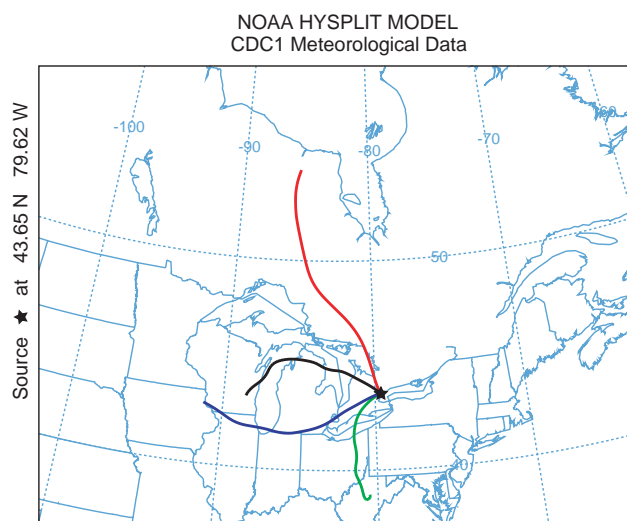 NOAA HYSPLIT MODEL
CDC1 Meteorological Data
Source ★ at 43.65 N 79.62 W
-100
-90
-80
-70
-60
50
40